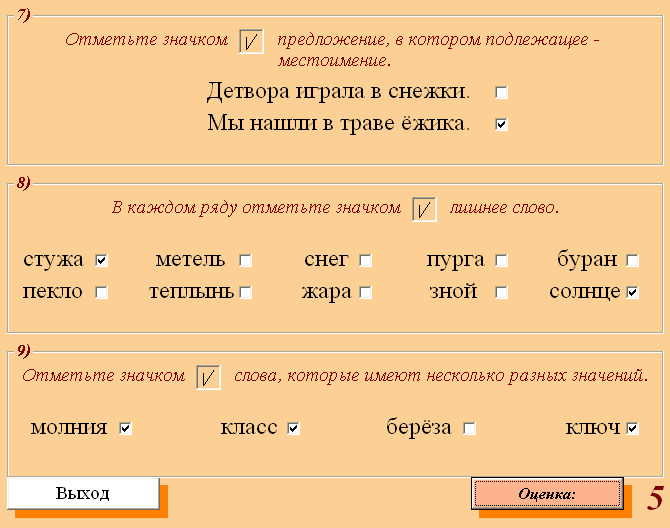 7)
Отметьте значком предложение, в котором подлежащее -
местоимение.
Детвора играла в снежки.
Мы нашли в траве ёжика.
8)
В каждом ряду отметьте значком лишнее слово.
стужа метель снег пурга буран
пекло теплынь жара зной солнце
9)
Отметьте значком слова, которые имеют несколько разных значений.
молния класс берёза ключ
Выход Оценка: 5